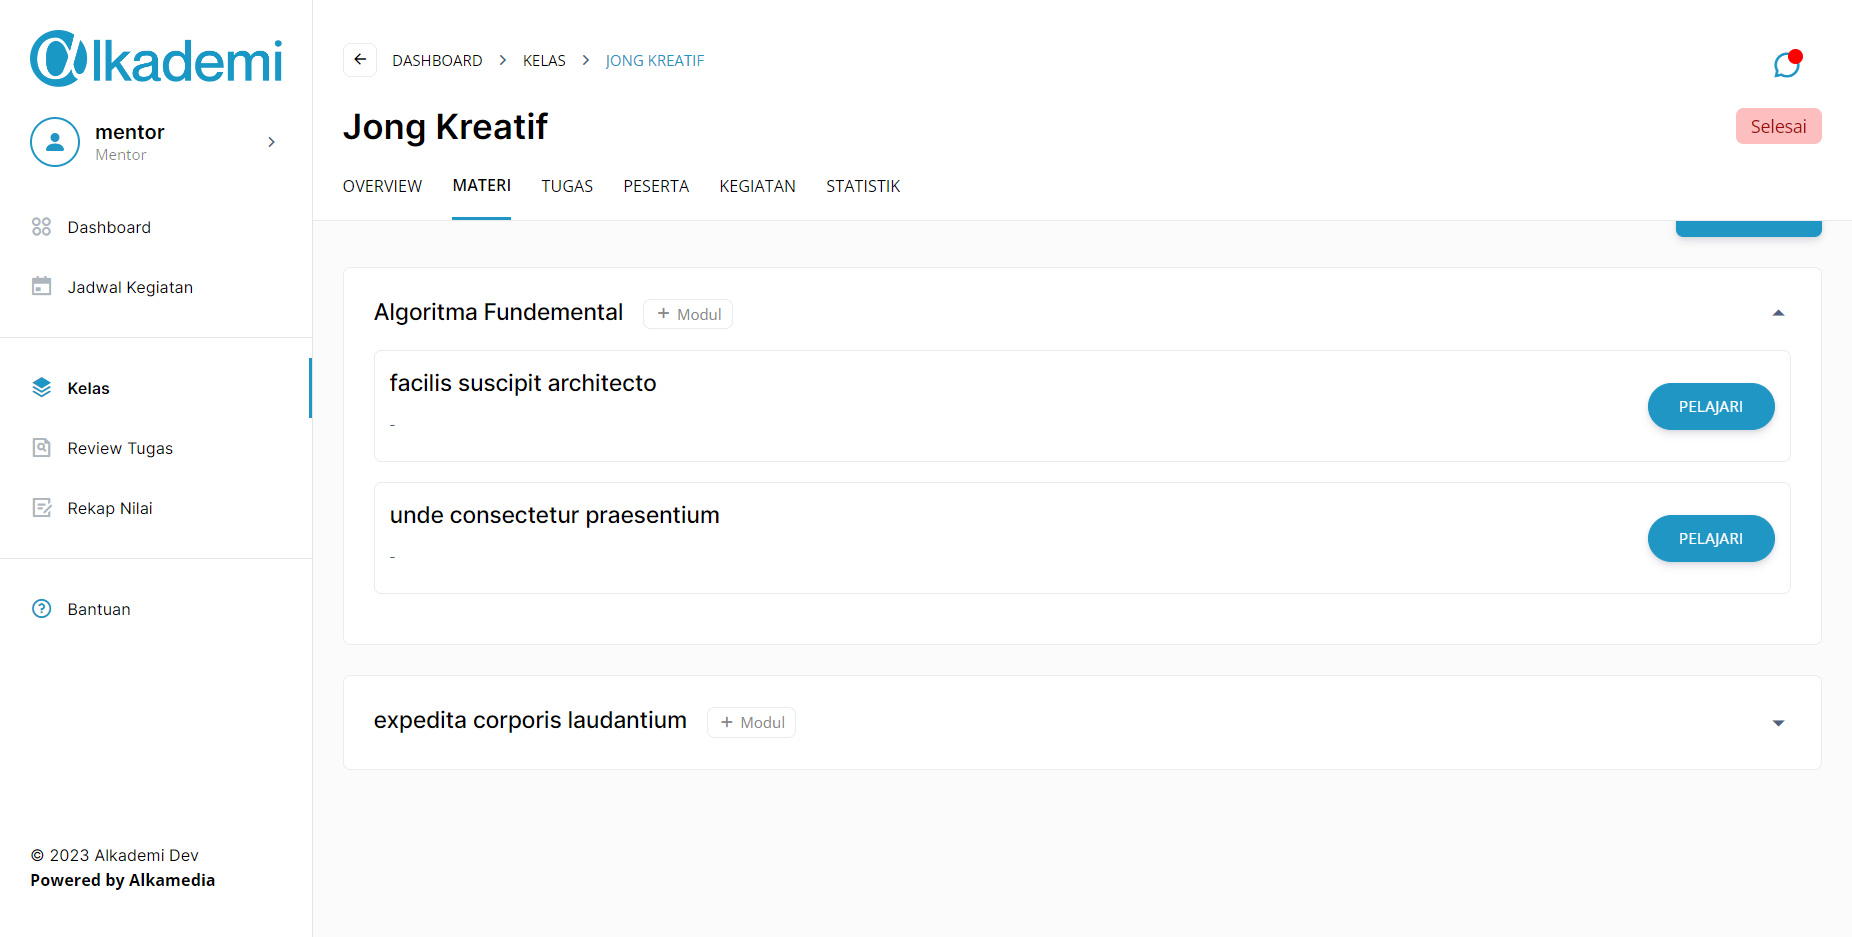 @lkademi
mentor
Mentor
Dashboard
Jadwal Kegiatan
Kelas
Review Tugas
Rekap Nilai
Bantuan
© 2023 Alkademi Dev
Powered by Alkamedia
DASHBOARD > KELAS > JONG KREATIF
Jong Kreatif
Selesai
OVERVIEW MATERI TUGAS PESERTA KEGIATAN STATISTIK
Algoritma Fundemental + Modul
facilis suscipit architecto
-
PELAJARI
unde consectetur praesentium
-
PELAJARI
expedita corporis laudantium + Modul